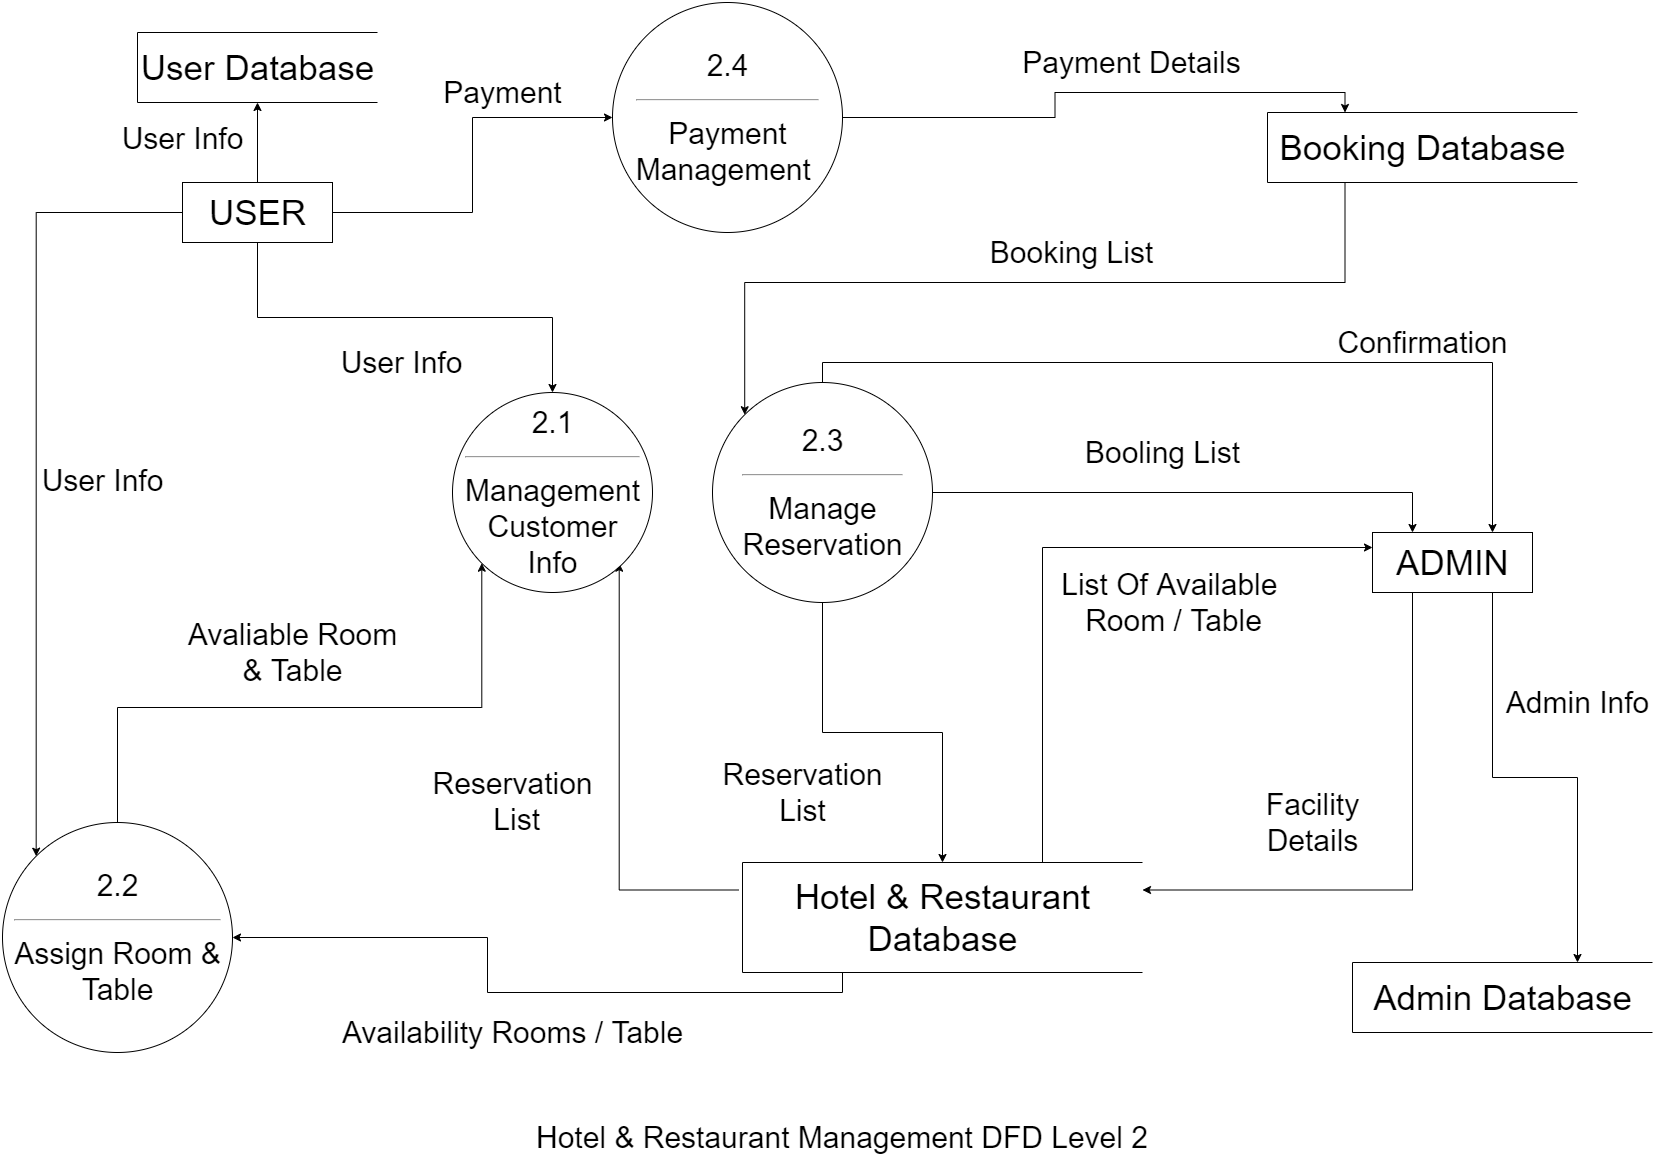 2.4
Payment Details
User Database
Payment
User Info
Payment
Management
Booking Database
USER
Booking List
Confirmation
User Info
2.1
2.3
Booling List
User Info
Management
Customer
Info
Manage
Reservation
ADMIN
List Of Available
Room / Table
Avaliable Room
& Table
Admin Info
Reservation
List
Reservation
List
Facility
Details
2.2
Hotel & Restaurant
Database
Assign Room &
Table
Admin Database
Availability Rooms / Table
Hotel & Restaurant Management DFD Level 2